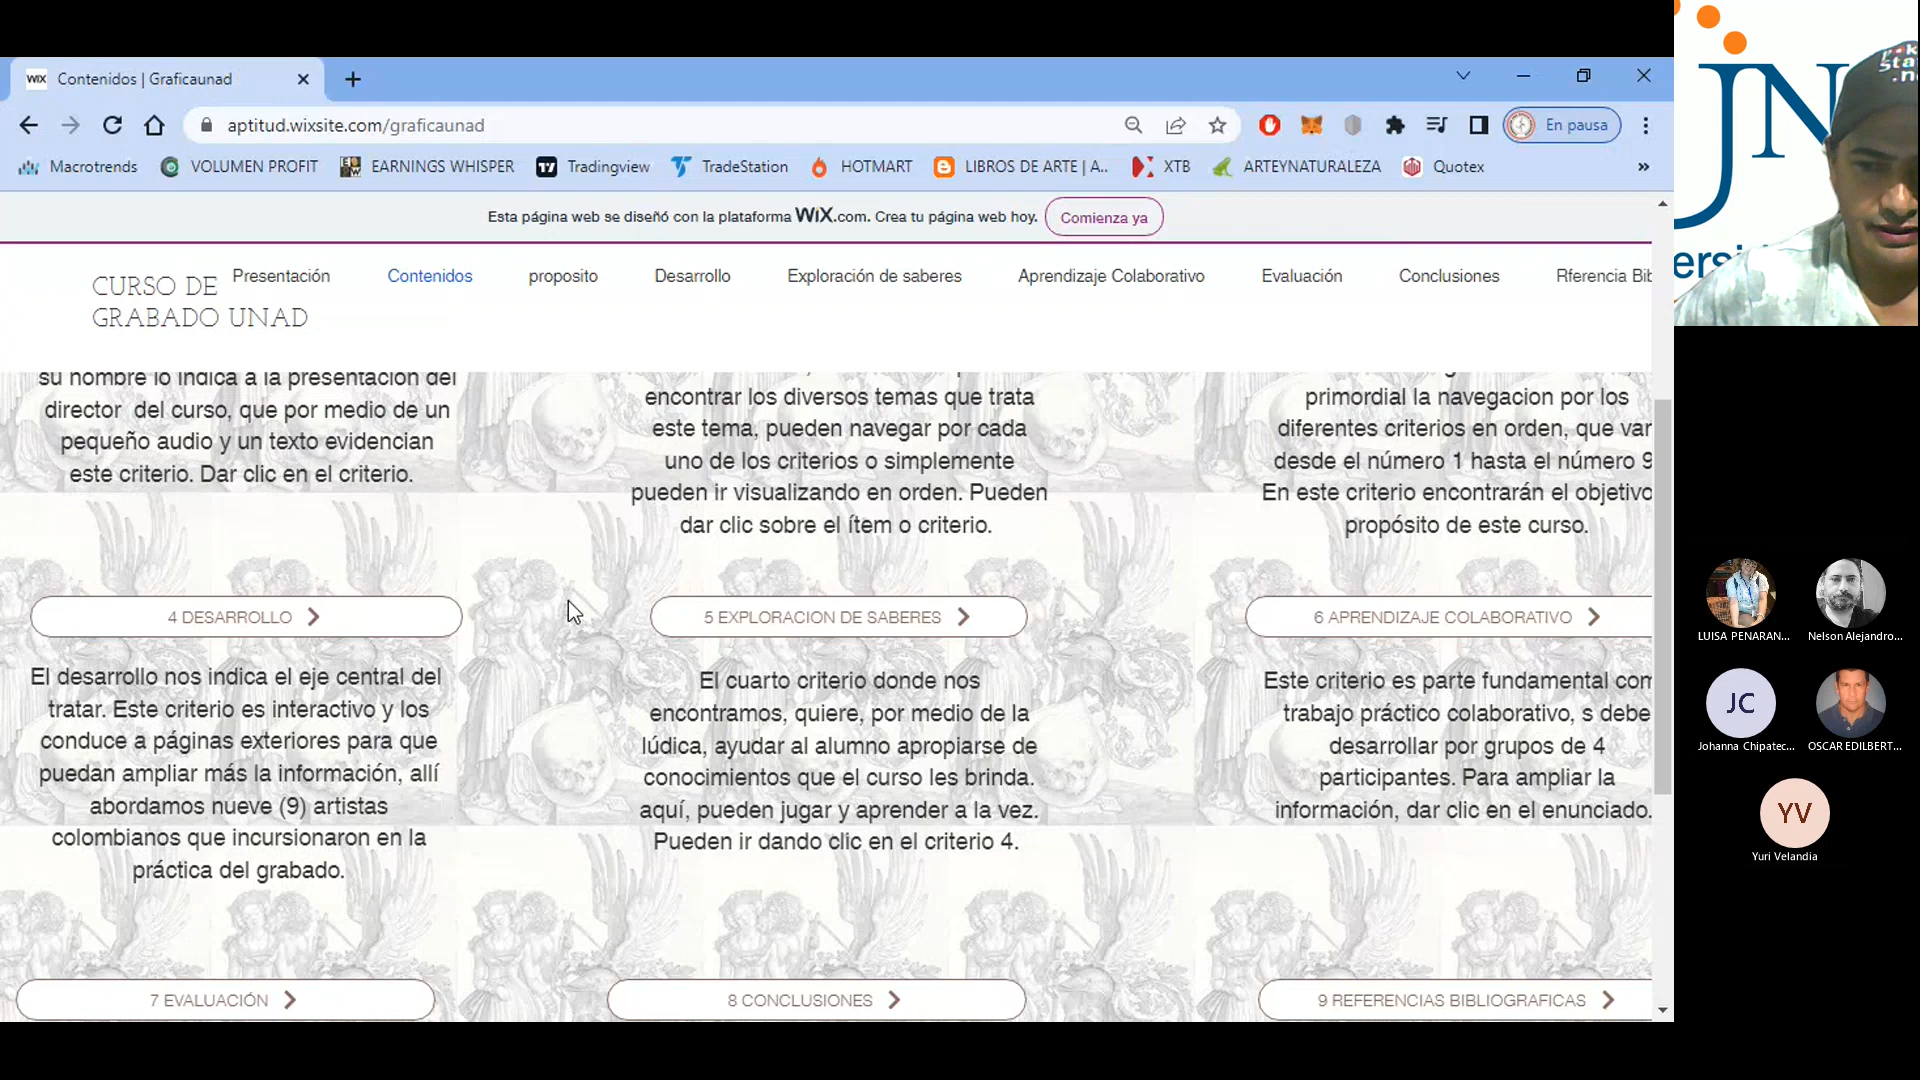 Contenidos | Graficaunad
aptitud.wixsite.com/graficaunad
En pausa
Macrotrends
VOLUMEN PROFIT
EARNINGS WHISPER
Tradingview
TradeStation
HOTMART
LIBROS DE ARTE | A..
XTB
ARTEYNATURALEZA
Quotex
»
Esta página web se diseñó con la plataforma WiX.com. Crea tu página web hoy.
Comienza ya
CURSO DE
GRABADO UNAD
Presentación
Contenidos
proposito
Desarrollo
Exploración de saberes
Aprendizaje Colaborativo
Evaluación
Conclusiones
Rferencia Bib
su nombre lo indica a la presentación del
director del curso, que por medio de un
pequeño audio y un texto evidencian
este criterio. Dar clic en el criterio.
encontrar los diversos temas que trata
este tema, pueden navegar por cada
uno de los criterios o simplemente
pueden ir visualizando en orden. Pueden
dar clic sobre el ítem o criterio.
primordial la navegacion por los
diferentes criterios en orden, que var
desde el número 1 hasta el número 9
En este criterio encontrarán el objetivo
propósito de este curso.
4 DESARROLLO
5 EXPLORACION DE SABERES
6 APRENDIZAJE COLABORATIVO
El desarrollo nos indica el eje central del
tratar. Este criterio es interactivo y los
conduce a páginas exteriores para que
puedan ampliar más la información, allí
abordamos nueve (9) artistas
colombianos que incursionaron en la
práctica del grabado.
El cuarto criterio donde nos
encontramos, quiere, por medio de la
lúdica, ayudar al alumno apropiarse de
conocimientos que el curso les brinda.
aquí, pueden jugar y aprender a la vez.
Pueden ir dando clic en el criterio 4.
Este criterio es parte fundamental com
trabajo práctico colaborativo, s debe
desarrollar por grupos de 4
participantes. Para ampliar la
información, dar clic en el enunciado.
7 EVALUACIÓN
8 CONCLUSIONES
9 REFERENCIAS BIBLIOGRAFICAS
LUISA PENARAN...
Nelson Alejandro...
JC
Johanna Chipatec...
OSCAR EDILBERT...
YV
Yuri Velandia